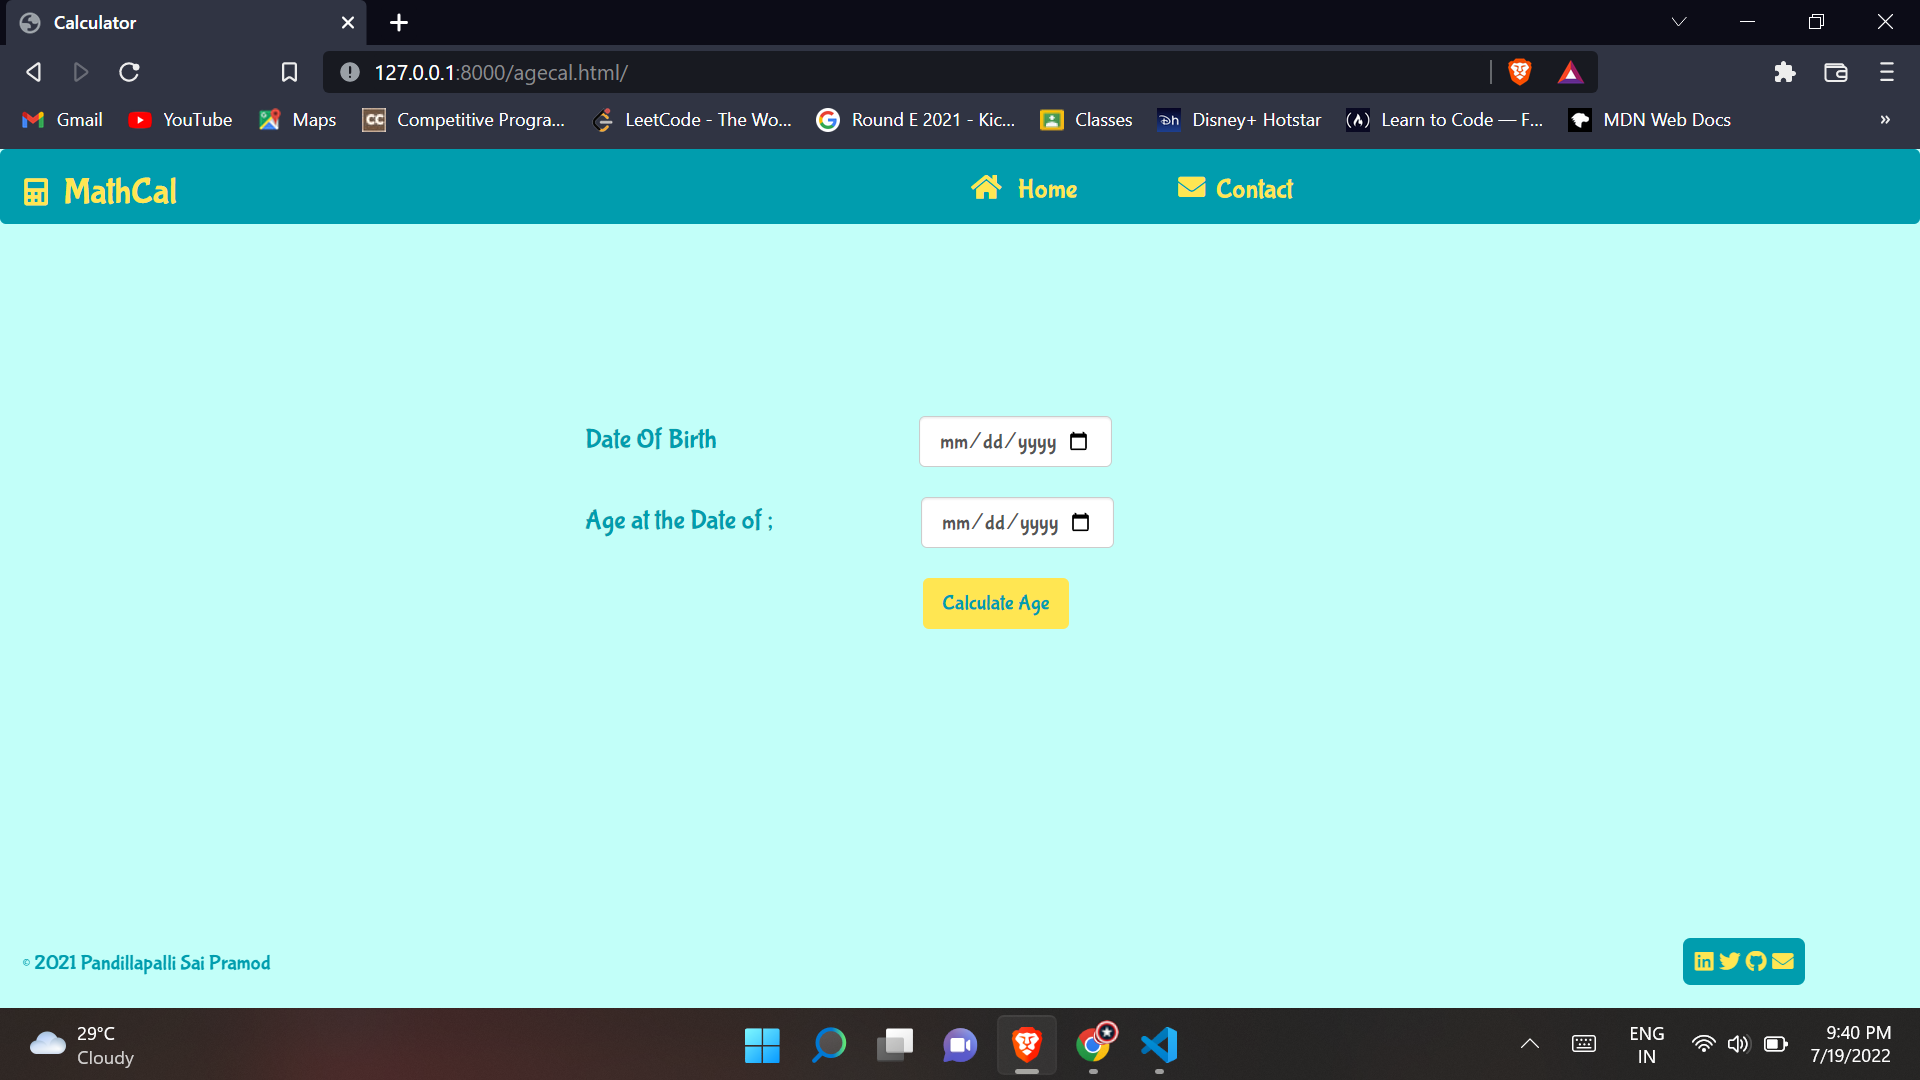 Calculator
127.0.0.1:8000/agecal.html/
Gmail YouTube Maps CC Competitive Progra... LeetCode - The Wo... Round E 2021 - Kic... Classes Dh Disney+ Hotstar Learn to Code — F... MDN Web Docs »
MathCal Home Contact
Date Of Birth mm/dd/yyyy
Age at the Date of ; mm/dd/yyyy
Calculate Age
© 2021 Pandillapalli Sai Pramod in
29°C
Cloudy
ENG
IN
9:40 PM
7/19/2022